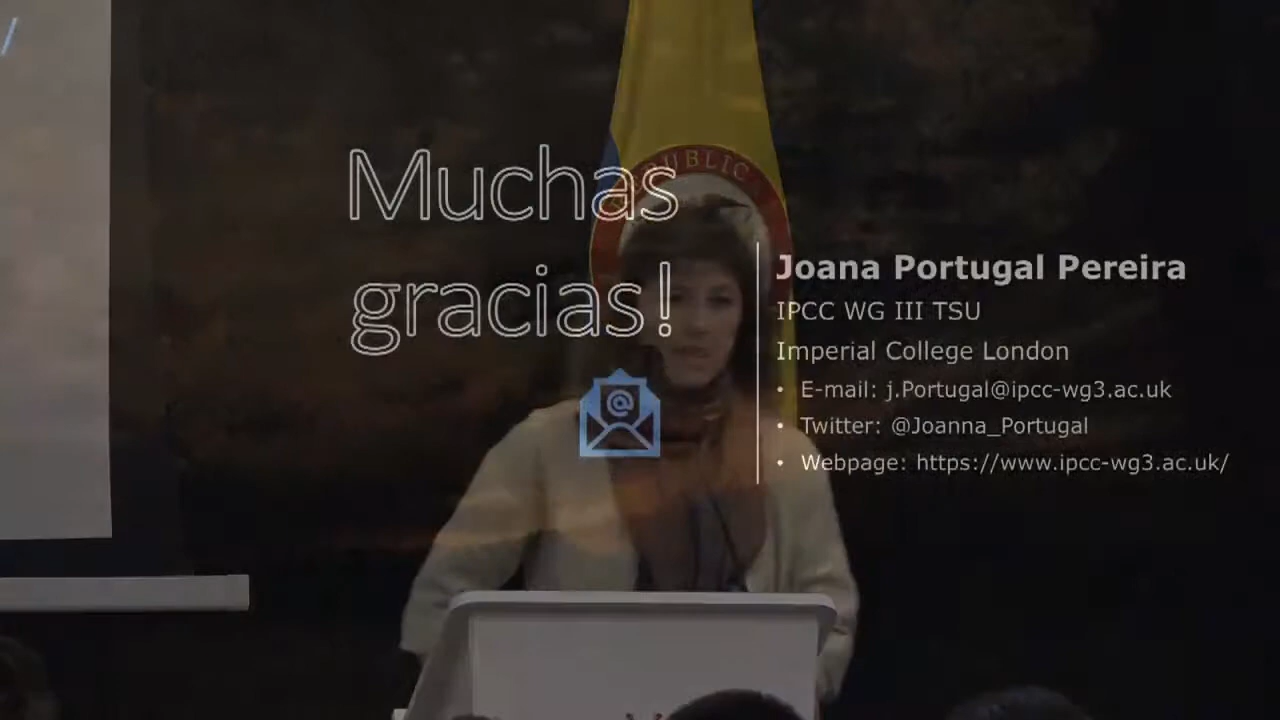 /
Muchas
gracias!
REPUBLIC
Joana Portugal Pereira
IPCC WG III TSU
Imperial College London
• E-mail: j.Portugal@ipcc-wg3.ac.uk
• Twitter: @Joanna_Portugal
• Webpage: https://www.ipcc-wg3.ac.uk/